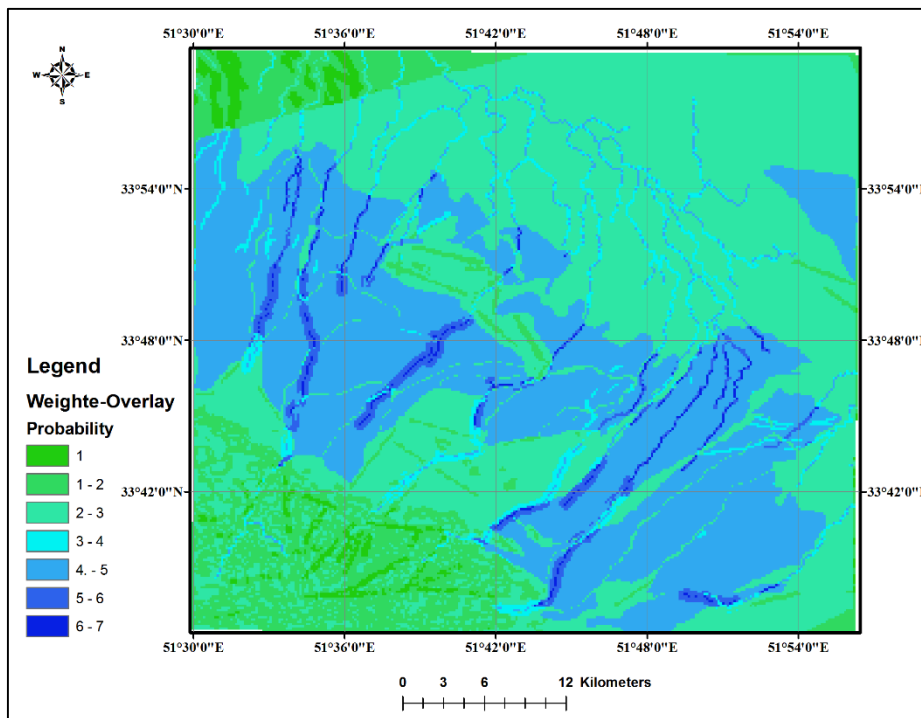 51°30'0"E 51°36'0"E 51°42'0"E 51°48'0"E 51°54'0"E
N
W E
S
33°54'0"N 33°54'0"N
33°48'0"N 33°48'0"N
Legend
Weighte-Overlay
Probability
1
1 - 2
2 - 3
3 - 4
4. - 5
5 - 6
6 - 7
33°42'0"N 33°42'0"N
51°30'0"E 51°36'0"E 51°42'0"E 51°48'0"E 51°54'0"E
0 3 6 12 Kilometers